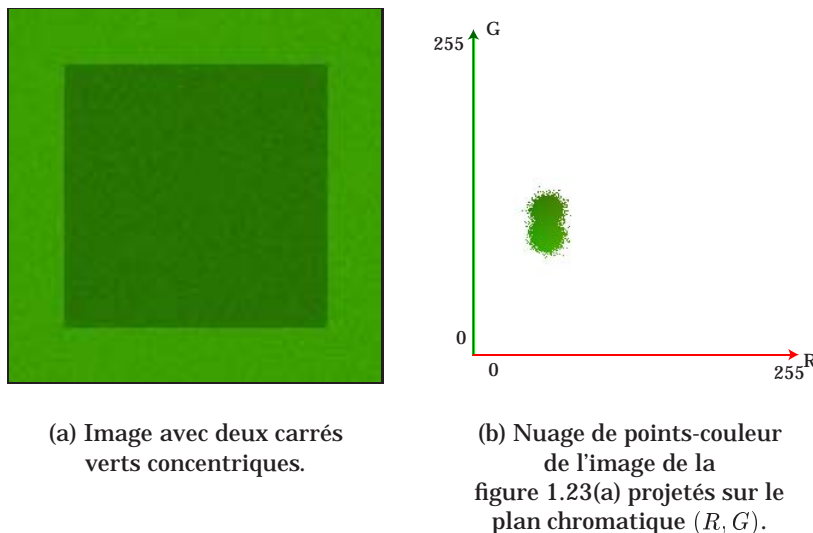 G
255
0
0
255
R
(a) Image avec deux carrés
verts concentriques.
(b) Nuage de points-couleur
de l'image de la
figure 1.23(a) projetés sur le
plan chromatique (R, G).